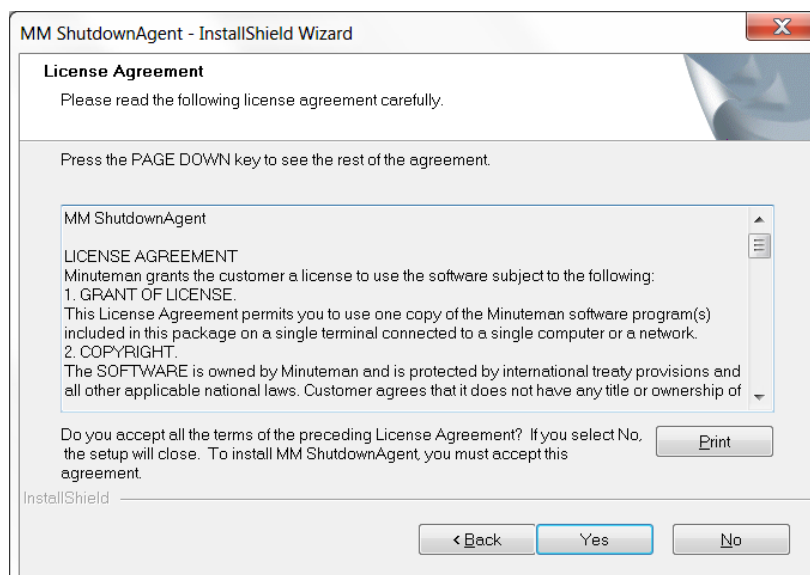 MM ShutdownAgent - InstallShield Wizard
License Agreement
Please read the following license agreement carefully.
Press the PAGE DOWN key to see the rest of the agreement.
MM ShutdownAgent
LICENSE AGREEMENT
Minuteman grants the customer a license to use the software subject to the following:
1. GRANT OF LICENSE.
This License Agreement permits you to use one copy of the Minuteman software program(s)
included in this package on a single terminal connected to a single computer or a network.
2. COPYRIGHT.
The SOFTWARE is owned by Minuteman and is protected by international treaty provisions and
all other applicable national laws. Customer agrees that it does not have any title or ownership of
Do you accept all the terms of the preceding License Agreement? If you select No,
the setup will close. To install MM ShutdownAgent, you must accept this
agreement.
Print
InstallShield
< Back
Yes
No